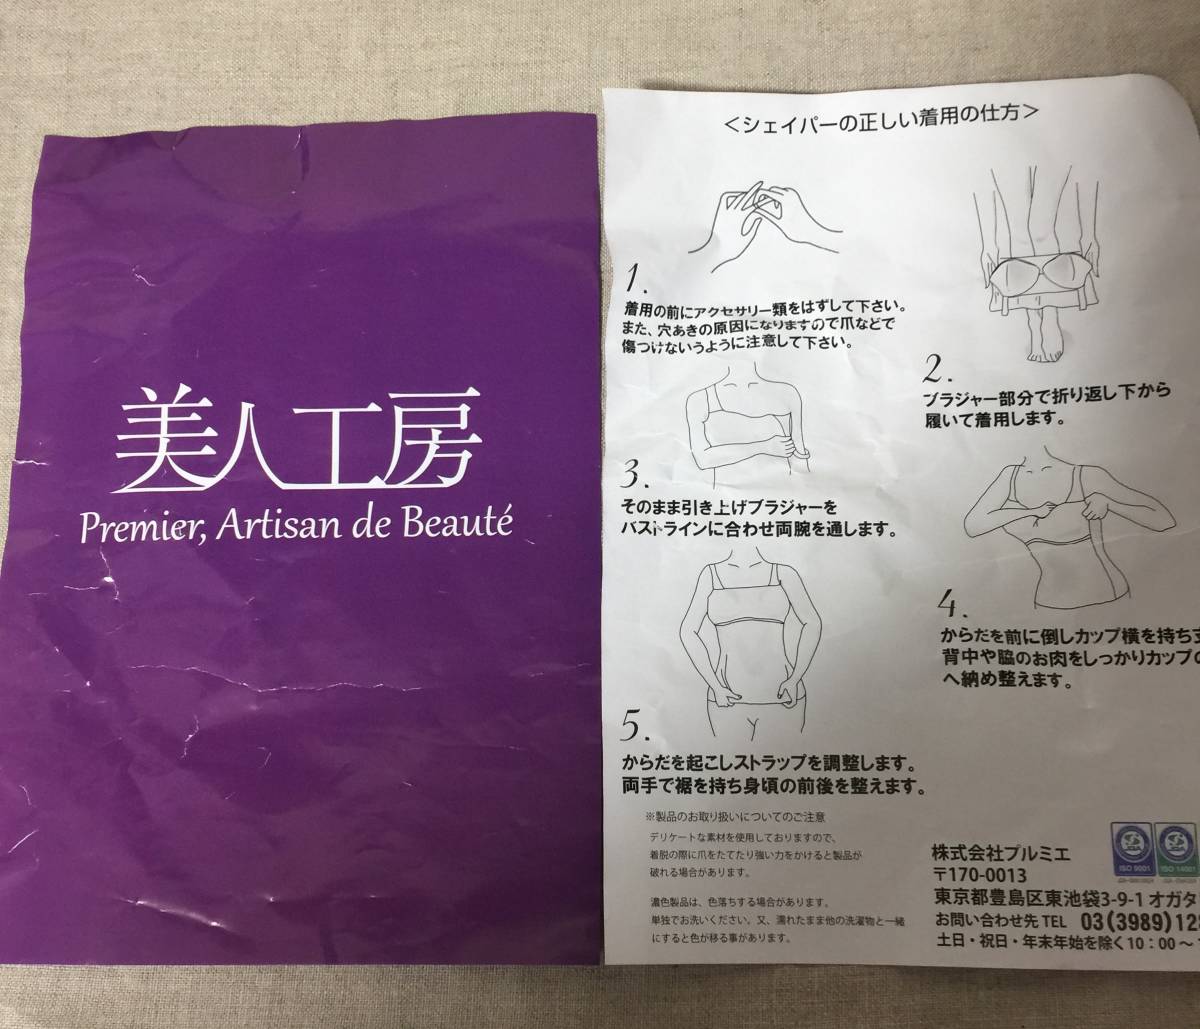 美人工房
Premier, Artisan de Beauté
<シェイパーの正しい着用の仕方>
1.
着用の前にアクセサリー類をはずして下さい。
また、穴あきの原因になりますので爪などで
傷つけないうように注意して下さい。
2.
ブラジャー部分で折り返し下から
履いて着用します。
3.
そのまま引き上げブラジャーを
バストラインに合わせ両腕を通します。
4.
からだを前に倒しカップ横を持ち支
背中や脇のお肉をしっかりカップの
へ納め整えます。
5.
からだを起こしストラップを調整します。
両手で裾を持ち身頃の前後を整えます。
※製品のお取り扱いについてのご注意
デリケートな素材を使用しておりますので、
着脱の際に爪をたてたり強い力をかけると製品が
破れる場合があります。
濃色製品は、色落ちする場合があります。
単独でお洗いください。又、濡れたまま他の洗濯物と一緒
にすると色が移る事があります。
ISO 9001
ISO 14001
株式会社プルミエ
〒170-0013
東京都豊島区東池袋3-9-1 オガタ
お問い合わせ先 TEL 03(3989)128
土日・祝日・年末年始を除く10：00～1